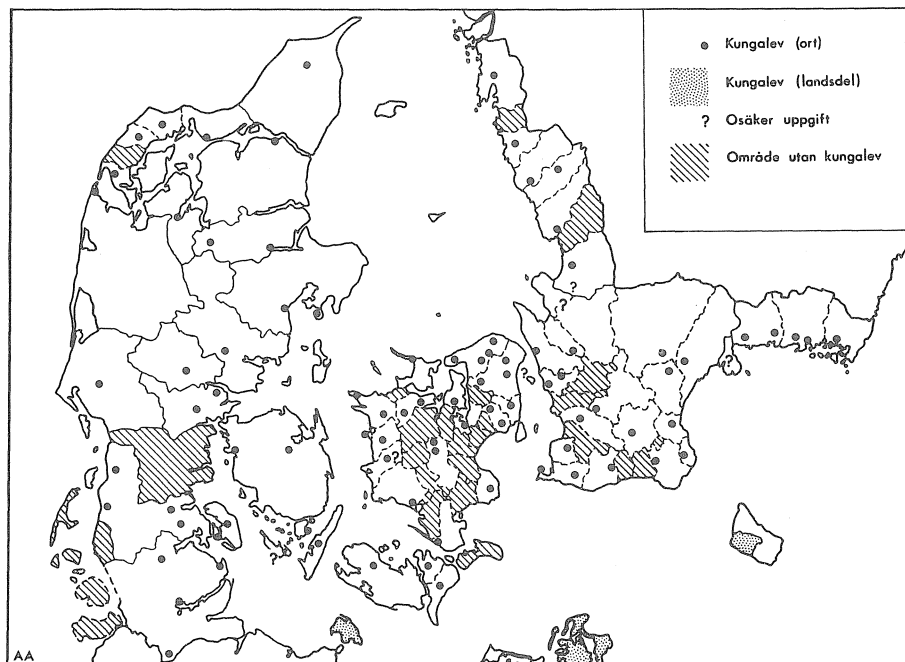 Kungalev (ort)
Kungalev (landsdel)
? Osäker uppgift
Område utan kungalev
?
?
?
?
?
?
AA